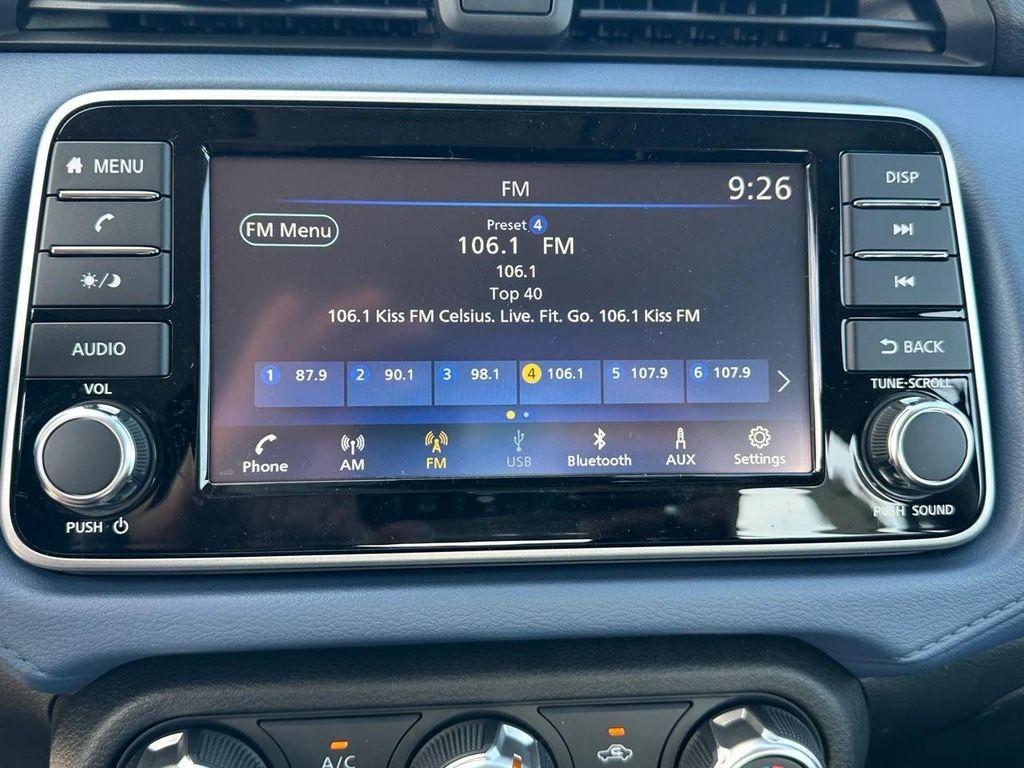 MENU
AUDIO
VOL
PUSH
FM
9:26
FM Menu
Preset 4
106.1 FM
106.1
Top 40
106.1 Kiss FM Celsius. Live. Fit. Go. 106.1 Kiss FM
1 87.9 2 90.1 3 98.1 4 106.1 5 107.9 6 107.9
Phone AM FM USB Bluetooth AUX Settings
DISP
BACK
TUNE·SCROLL
PUSH SOUND
A/C